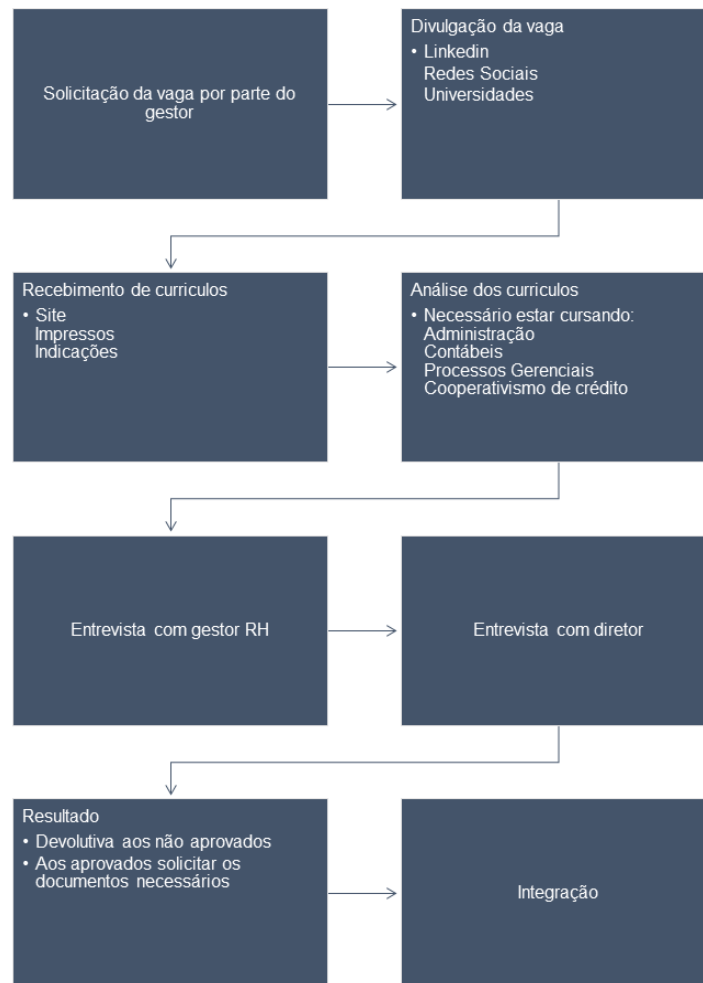 Solicitação da vaga por parte do
gestor
Divulgação da vaga
• Linkedin
Redes Sociais
Universidades
Recebimento de curriculos
• Site
Impressos
Indicações
Análise dos curriculos
• Necessário estar cursando:
Administração
Contábeis
Processos Gerenciais
Cooperativismo de crédito
Entrevista com gestor RH
Entrevista com diretor
Resultado
• Devolutiva aos não aprovados
• Aos aprovados solicitar os
documentos necessários
Integração